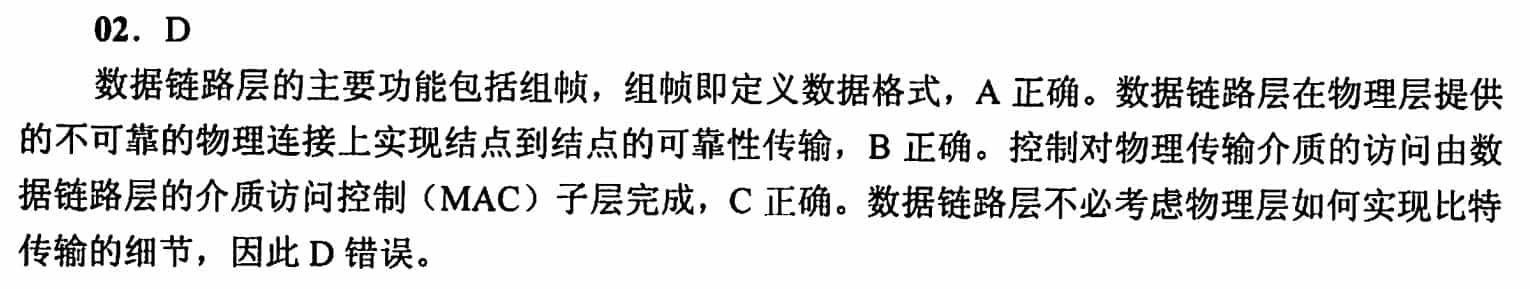 02. D
数据链路层的主要功能包括组帧，组帧即定义数据格式，A 正确。数据链路层在物理层提供
的不可靠的物理连接上实现结点到结点的可靠性传输，B 正确。控制对物理传输介质的访问由数
据链路层的介质访问控制（MAC）子层完成，C 正确。数据链路层不必考虑物理层如何实现比特
传输的细节，因此 D 错误。